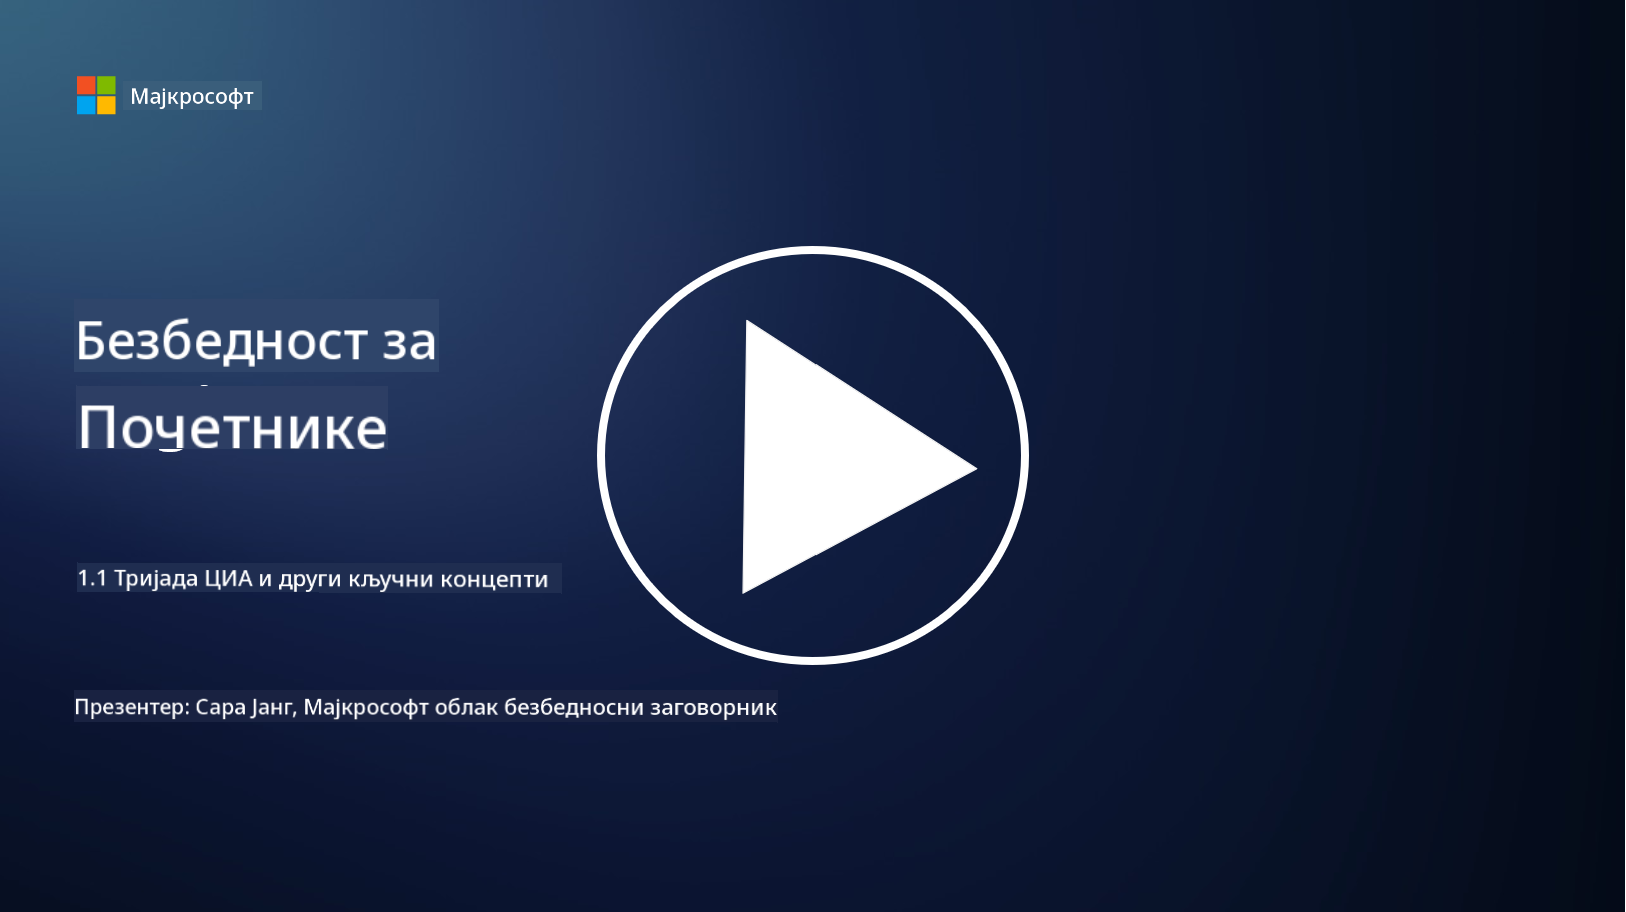 Мајкрософт
Безбедност за
Почетнике
1.1 Тријада ЦИА и други кључни концепти
Презентер: Сара Јанг, Мајкрософт облак безбедносни заговорник